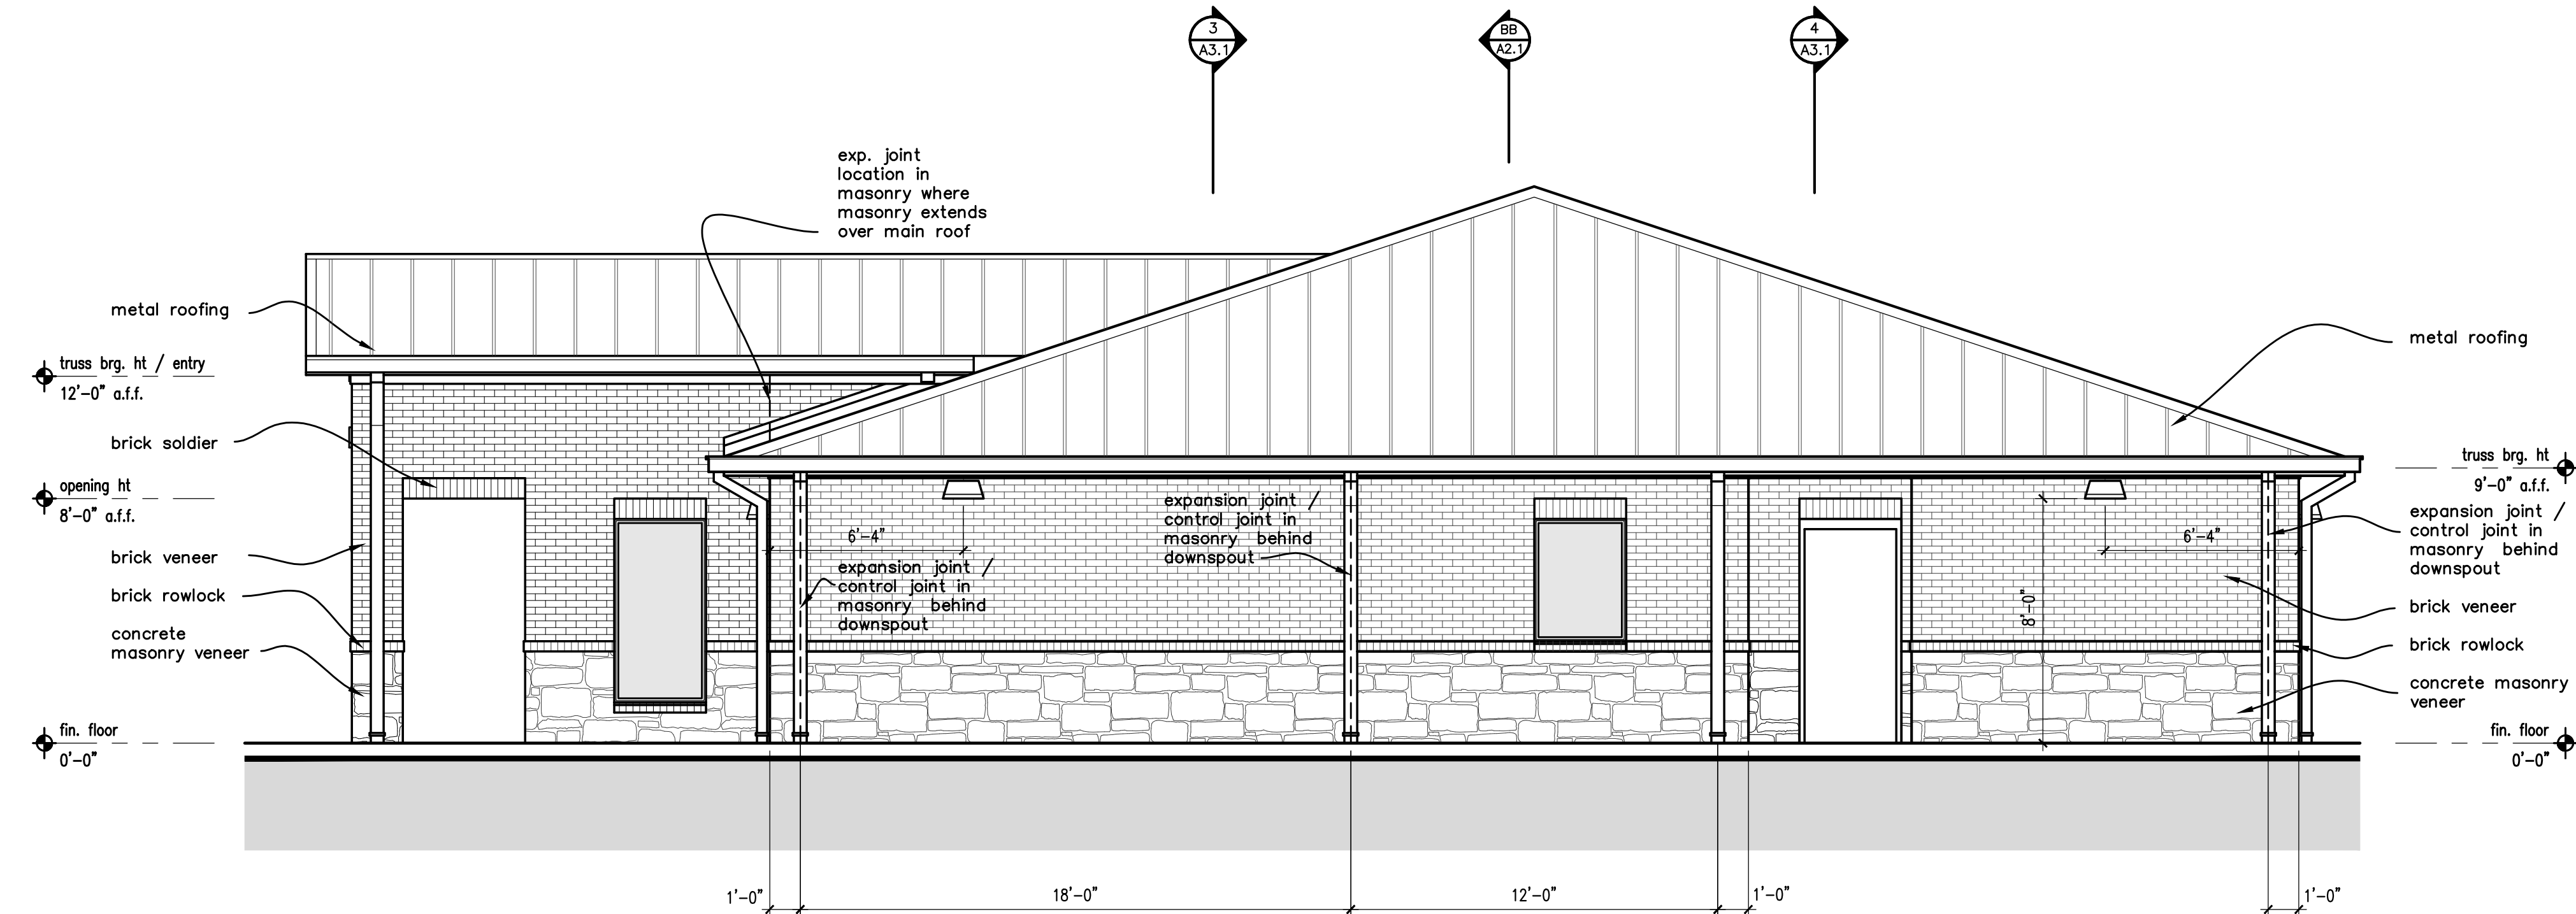 3
A3.1
BB
A2.1
4
A3.1
exp. joint
location in
masonry where
masonry extends
over main roof
metal roofing
truss brg. ht / entry
12'-0" a.f.f.
brick soldier
opening ht
8'-0" a.f.f.
brick veneer
brick rowlock
concrete
masonry veneer
fin. floor
0'-0"
6'-4"
expansion joint /
control joint in
masonry behind
downspout
expansion joint /
control joint in
masonry behind
downspout
8'-0"
6'-4"
metal roofing
truss brg. ht
9'-0" a.f.f.
expansion joint /
control joint in
masonry behind
downspout
brick veneer
brick rowlock
concrete masonry
veneer
fin. floor
0'-0"
1'-0"
18'-0"
12'-0"
1'-0"
1'-0"